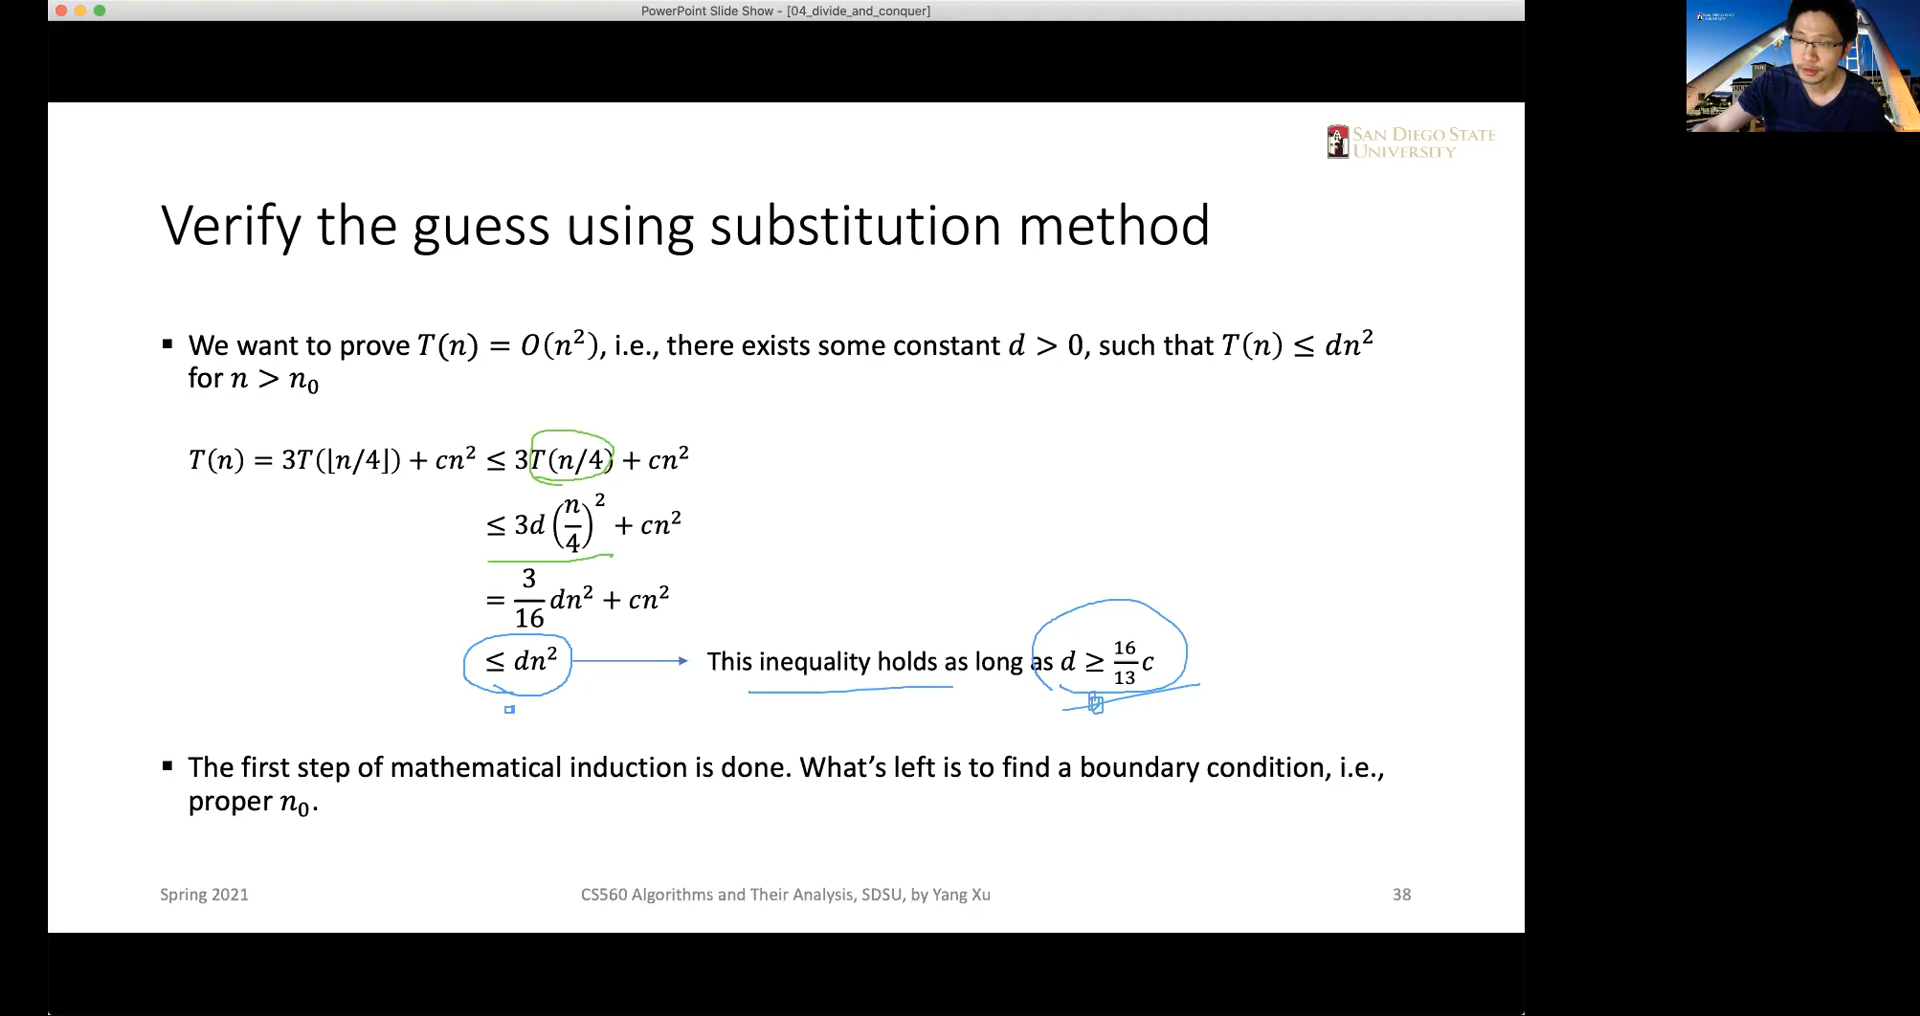 PowerPoint Slide Show - [04_divide_and_conquer]
SAN DIEGO STATE
UNIVERSITY
Verify the guess using substitution method
▪ We want to prove T(n) = O(n²), i.e., there exists some constant d > 0, such that T(n) ≤ dn²
for n > n₀
T(n) = 3T(⌊n/4⌋) + cn² ≤ 3T(n/4) + cn²
≤ 3d(n/4)² + cn²
= 3/16 dn² + cn²
≤ dn² → This inequality holds as long as d ≥ 16/13 c
▪ The first step of mathematical induction is done. What’s left is to find a boundary condition, i.e.,
proper n₀.
Spring 2021 CS560 Algorithms and Their Analysis, SDSU, by Yang Xu 38